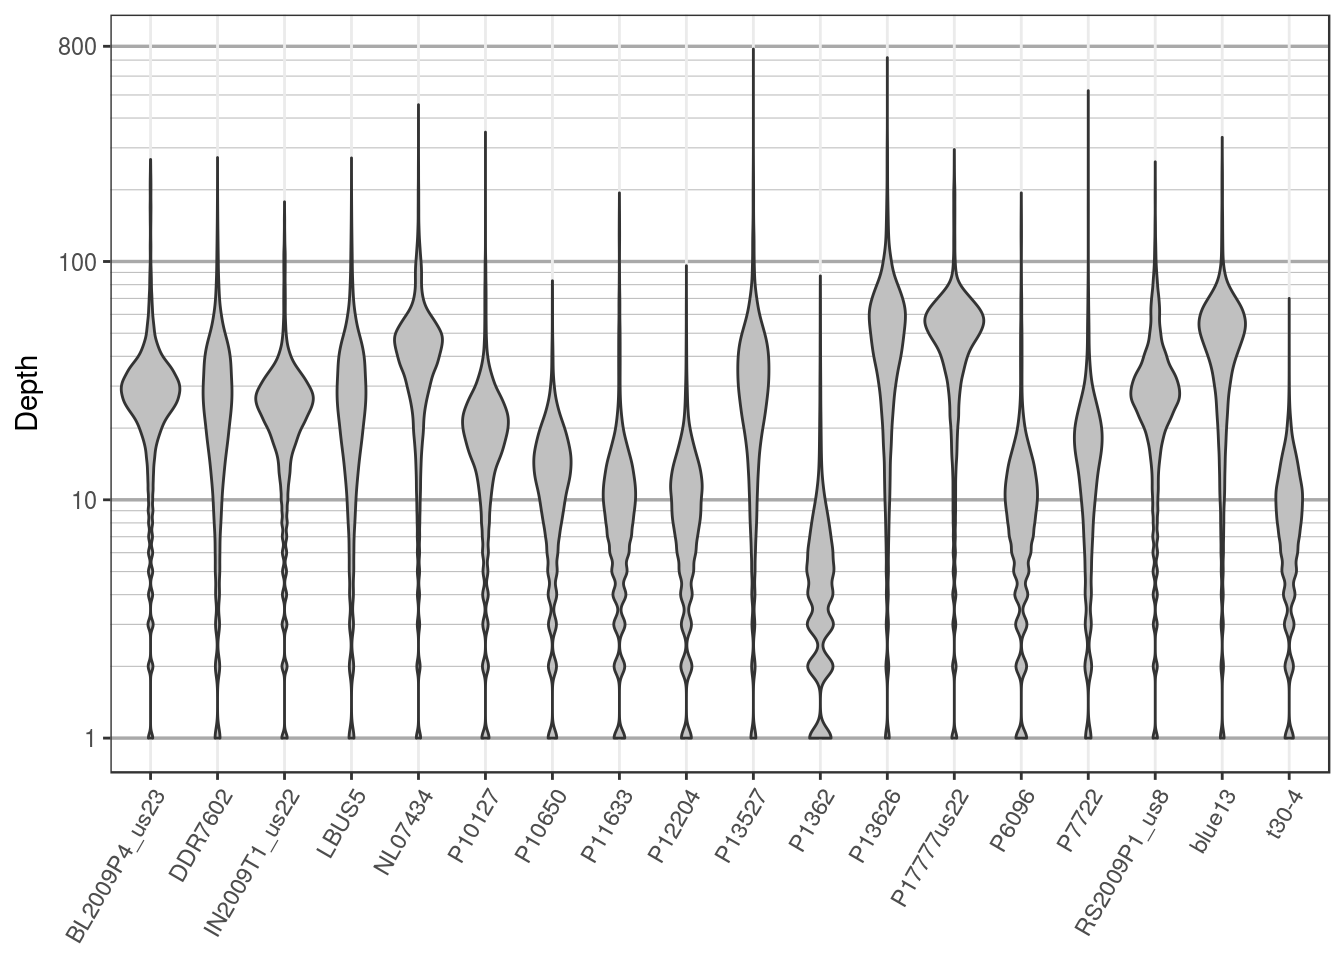 800
100
10
1
Depth
BL2009P4_us23
DDR7602
IN2009T1_us22
LBUS5
NL07434
P10127
P10650
P11633
P12204
P13527
P1362
P13626
P17777us22
P6096
P7722
RS2009P1_us8
blue13
t30-4